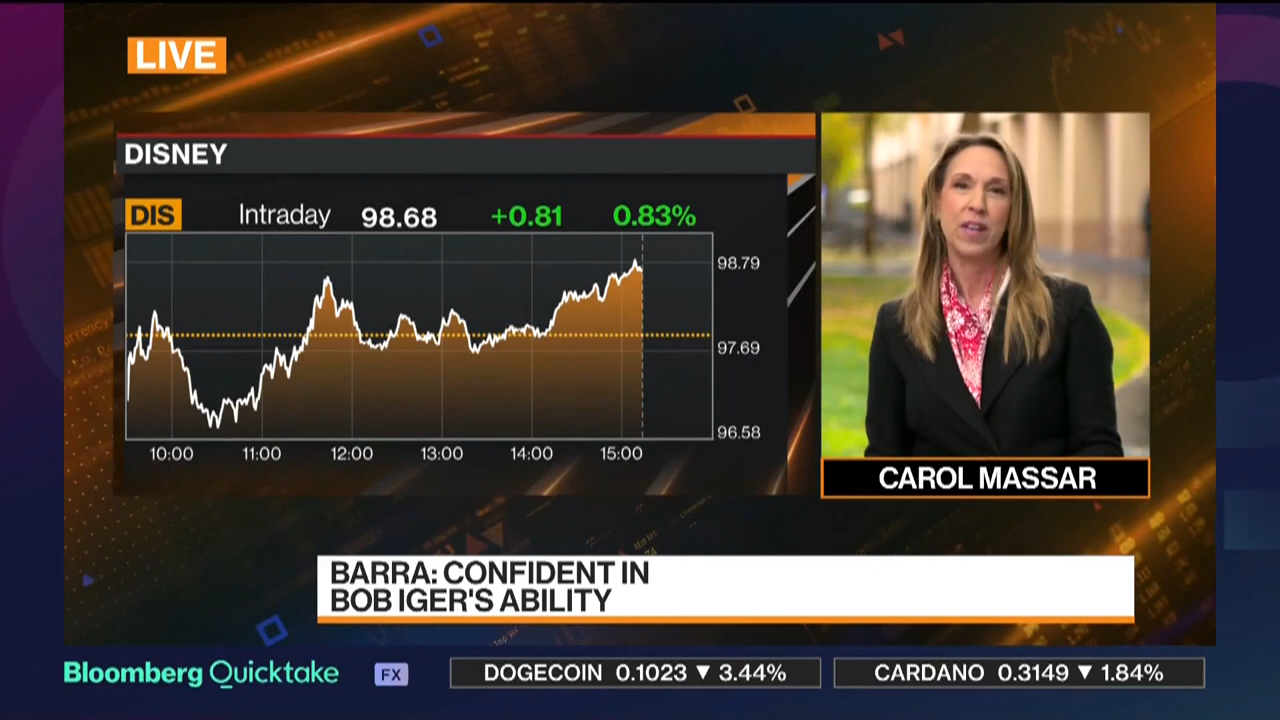 LIVE
DISNEY
DIS Intraday 98.68 +0.81 0.83%
98.79
97.69
96.58
10:00 11:00 12:00 13:00 14:00 15:00
CAROL MASSAR
BARRA: CONFIDENT IN
BOB IGER'S ABILITY
Bloomberg Quicktake FX DOGECOIN 0.1023 ▼ 3.44% CARDANO 0.3149 ▼ 1.84%